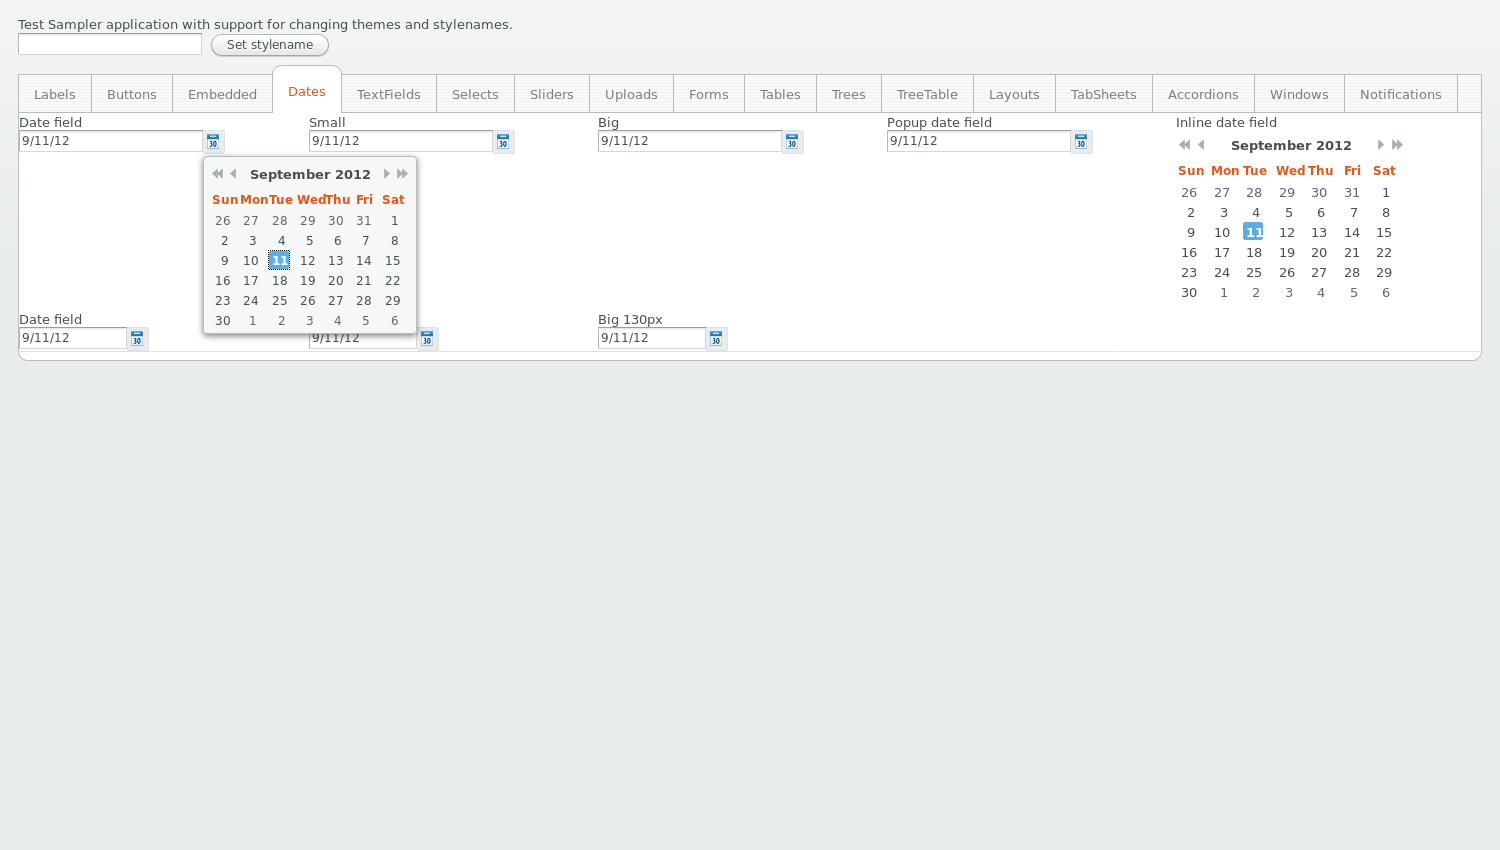 Test Sampler application with support for changing themes and stylenames.
Set stylename
Labels Buttons Embedded Dates TextFields Selects Sliders Uploads Forms Tables Trees TreeTable Layouts TabSheets Accordions Windows Notifications
Date field Small Big Popup date field Inline date field
9/11/12 30 9/11/12 30 9/11/12 30 9/11/12 30
September 2012
Sun Mon Tue Wed Thu Fri Sat
26 27 28 29 30 31 1
2 3 4 5 6 7 8
9 10 11 12 13 14 15
16 17 18 19 20 21 22
23 24 25 26 27 28 29
30 1 2 3 4 5 6
September 2012
Sun Mon Tue Wed Thu Fri Sat
26 27 28 29 30 31 1
2 3 4 5 6 7 8
9 10 11 12 13 14 15
16 17 18 19 20 21 22
23 24 25 26 27 28 29
30 1 2 3 4 5 6
Date field Big 130px
9/11/12 30 9/11/12 30 9/11/12 30